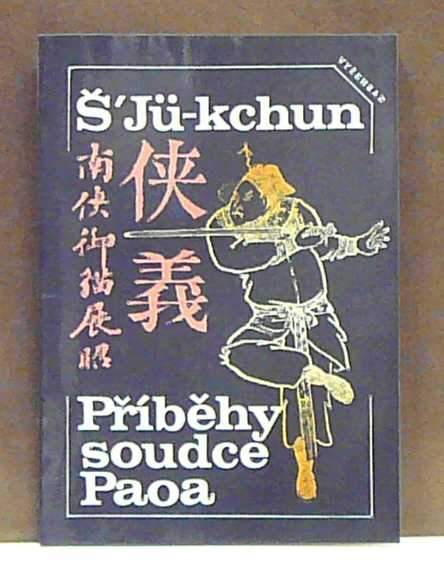 VYŠEHRAD
Š’Jü-kchun
俠義
南俠御猫展昭
Příběhy
soudce
Paoa